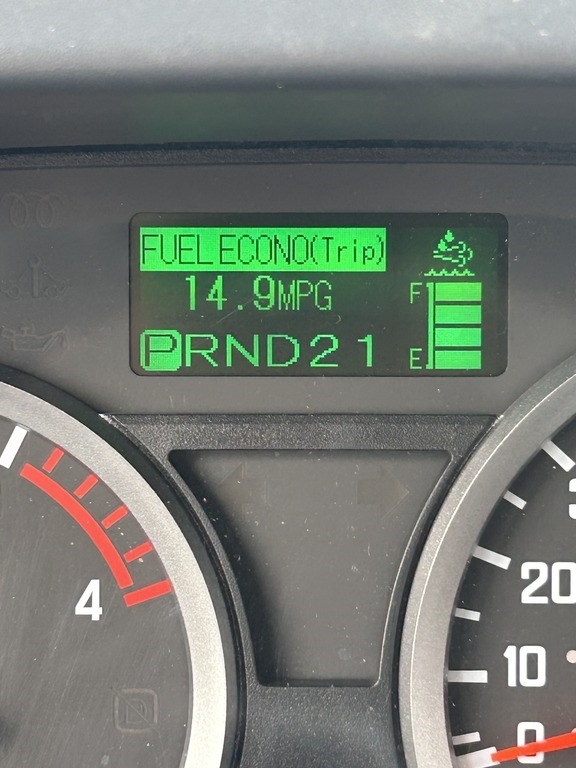 FUEL ECONO(Trip)
14.9MPG
F
PRND21
E
4
20
10
0